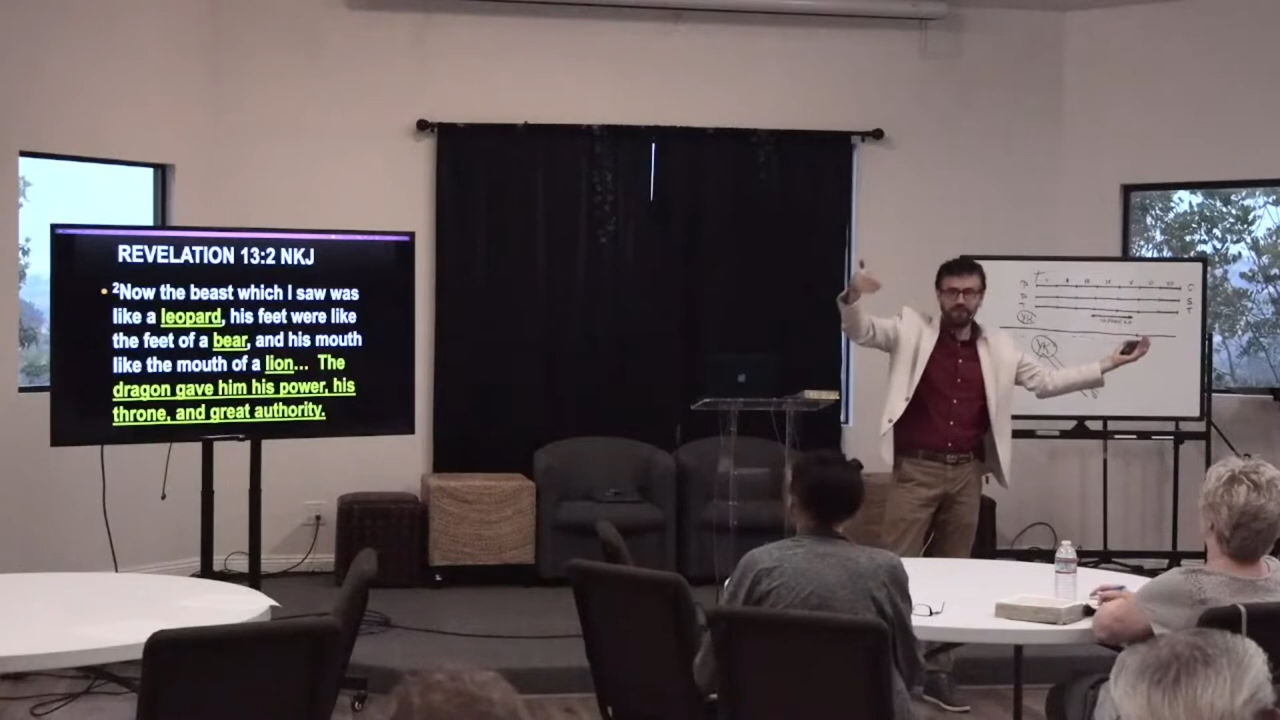 REVELATION 13:2 NKJ
• ²Now the beast which I saw was
like a leopard, his feet were like
the feet of a bear, and his mouth
like the mouth of a lion... The
dragon gave him his power, his
throne, and great authority.